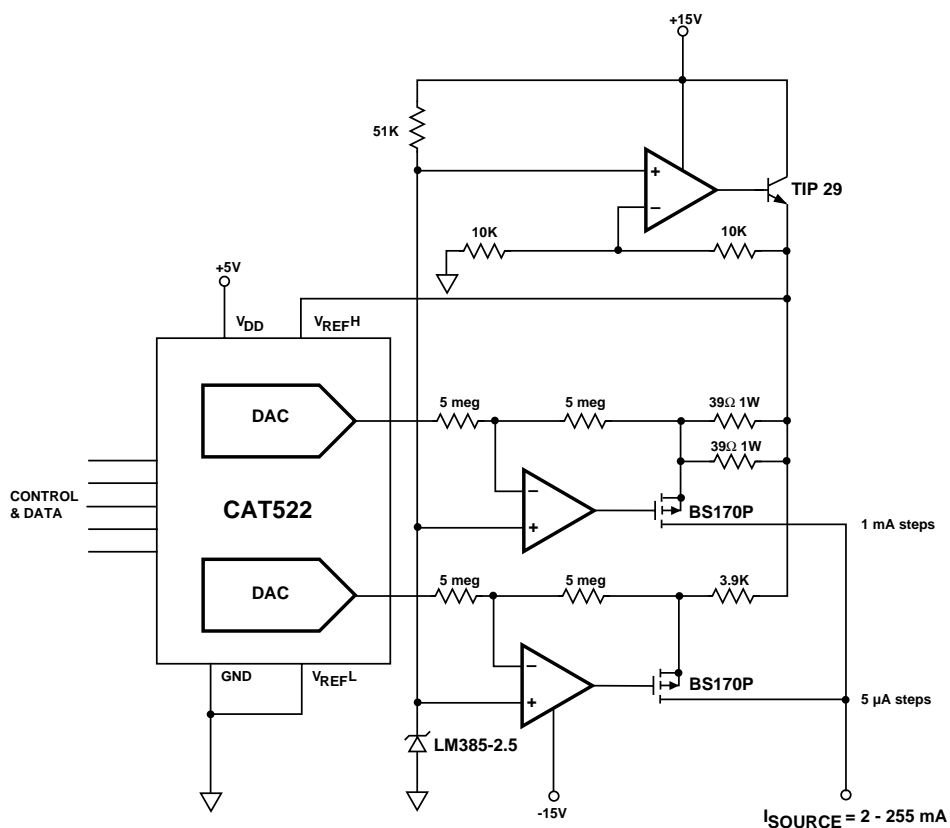 +15V
51K
+
−
TIP 29
10K
10K
+5V
VDD
VREFH
DAC
5 meg
5 meg
39Ω 1W
39Ω 1W
−
+
BS170P
1 mA steps
CONTROL
& DATA
CAT522
DAC
5 meg
5 meg
3.9K
GND
VREFL
−
+
BS170P
5 µA steps
LM385-2.5
-15V
ISOURCE = 2 - 255 mA